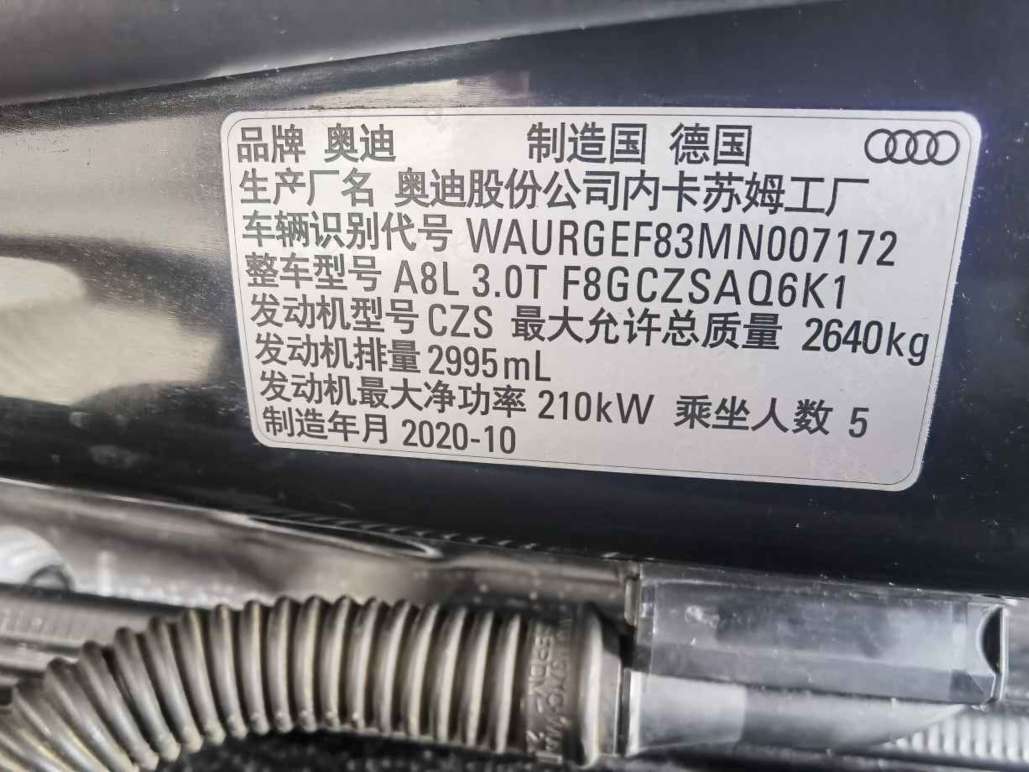 品牌 奥迪 制造国 德国
生产厂名 奥迪股份公司内卡苏姆工厂
车辆识别代号 WAURGEF83MN007172
整车型号 A8L 3.0T F8GCZSAQ6K1
发动机型号 CZS 最大允许总质量 2640kg
发动机排量 2995mL
发动机最大净功率 210kW 乘坐人数 5
制造年月 2020-10